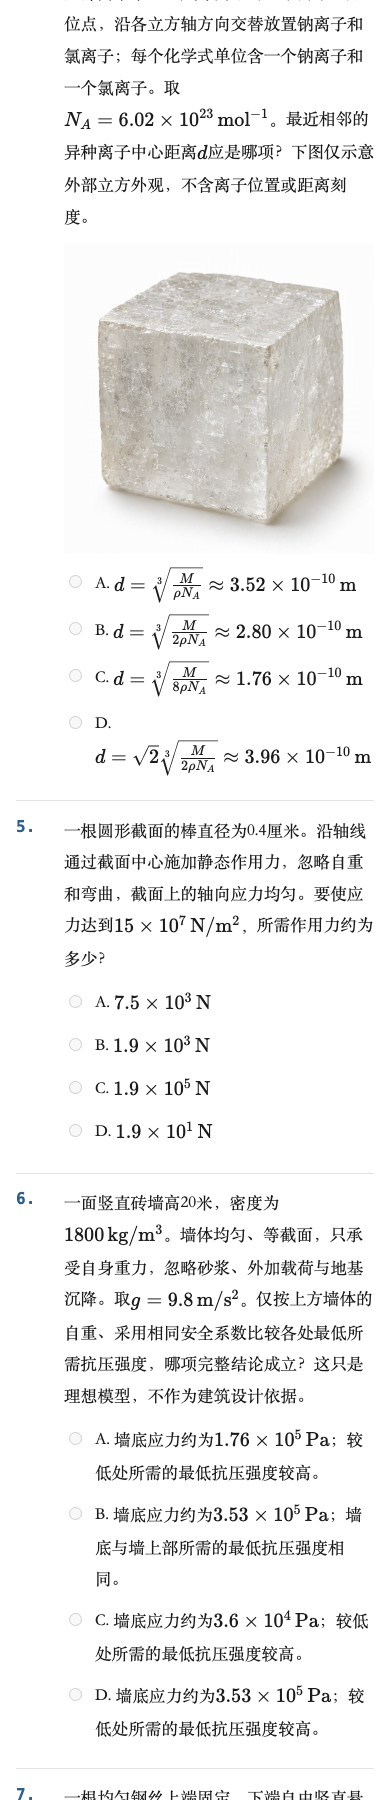 位点，沿各立方轴方向交替放置钠离子和
氯离子；每个化学式单位含一个钠离子和
一个氯离子。取
N_A = 6.02 × 10^23 mol^−1。最近相邻的
异种离子中心距离d应是哪项？下图仅示意
外部立方外观，不含离子位置或距离刻
度。
A. d = ∛(M/(ρN_A)) ≈ 3.52 × 10^−10 m
B. d = ∛(M/(2ρN_A)) ≈ 2.80 × 10^−10 m
C. d = ∛(M/(8ρN_A)) ≈ 1.76 × 10^−10 m
D.
d = √2 ∛(M/(2ρN_A)) ≈ 3.96 × 10^−10 m
5. 一根圆形截面的棒直径为0.4厘米。沿轴线
通过截面中心施加静态作用力，忽略自重
和弯曲，截面上的轴向应力均匀。要使应
力达到15 × 10^7 N/m^2，所需作用力约为
多少？
A. 7.5 × 10^3 N
B. 1.9 × 10^3 N
C. 1.9 × 10^5 N
D. 1.9 × 10^1 N
6. 一面竖直砖墙高20米，密度为
1800 kg/m^3。墙体均匀、等截面，只承
受自身重力，忽略砂浆、外加载荷与地基
沉降。取g = 9.8 m/s^2。仅按上方墙体的
自重、采用相同安全系数比较各处最低所
需抗压强度，哪项完整结论成立？这只是
理想模型，不作为建筑设计依据。
A. 墙底应力约为1.76 × 10^5 Pa；较
低处所需的最低抗压强度较高。
B. 墙底应力约为3.53 × 10^5 Pa；墙
底与墙上部所需的最低抗压强度相
同。
C. 墙底应力约为3.6 × 10^4 Pa；较低
处所需的最低抗压强度较高。
D. 墙底应力约为3.53 × 10^5 Pa；较
低处所需的最低抗压强度较高。
7. 一根均匀钢丝上端固定，下端自由竖直悬